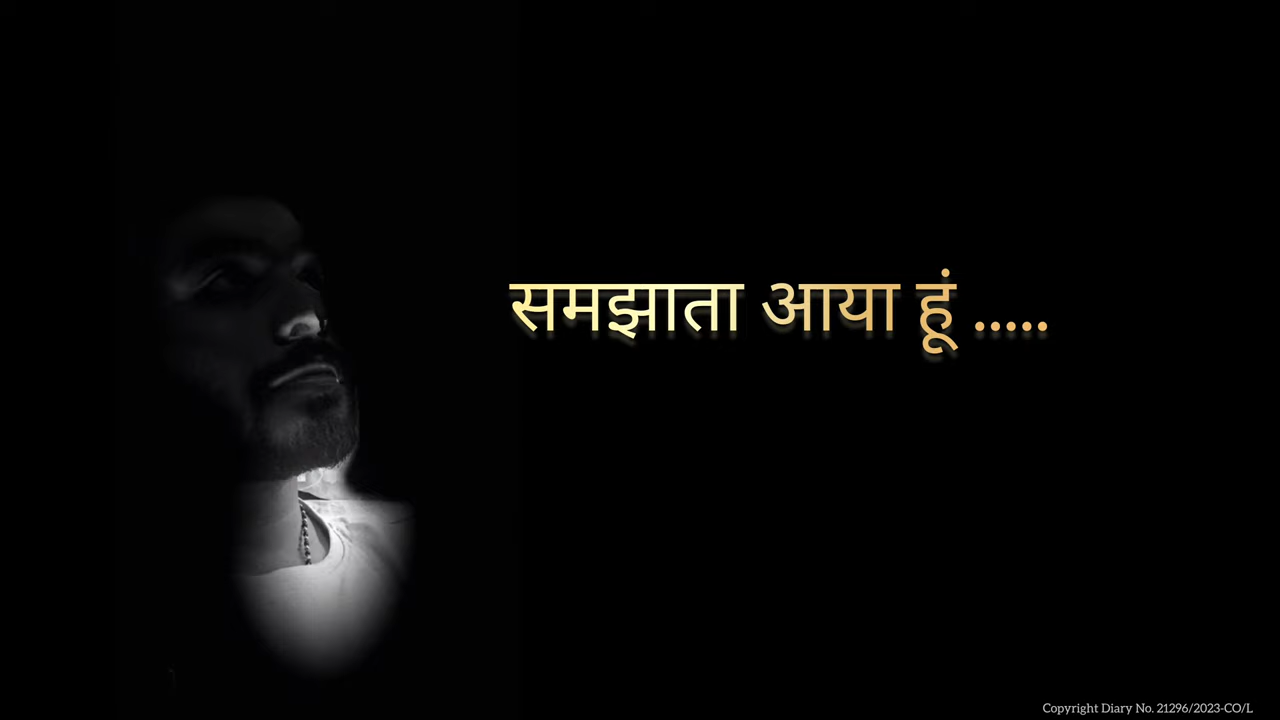 समझाता आया हूं .....
Copyright Diary No. 21296/2023-CO/L